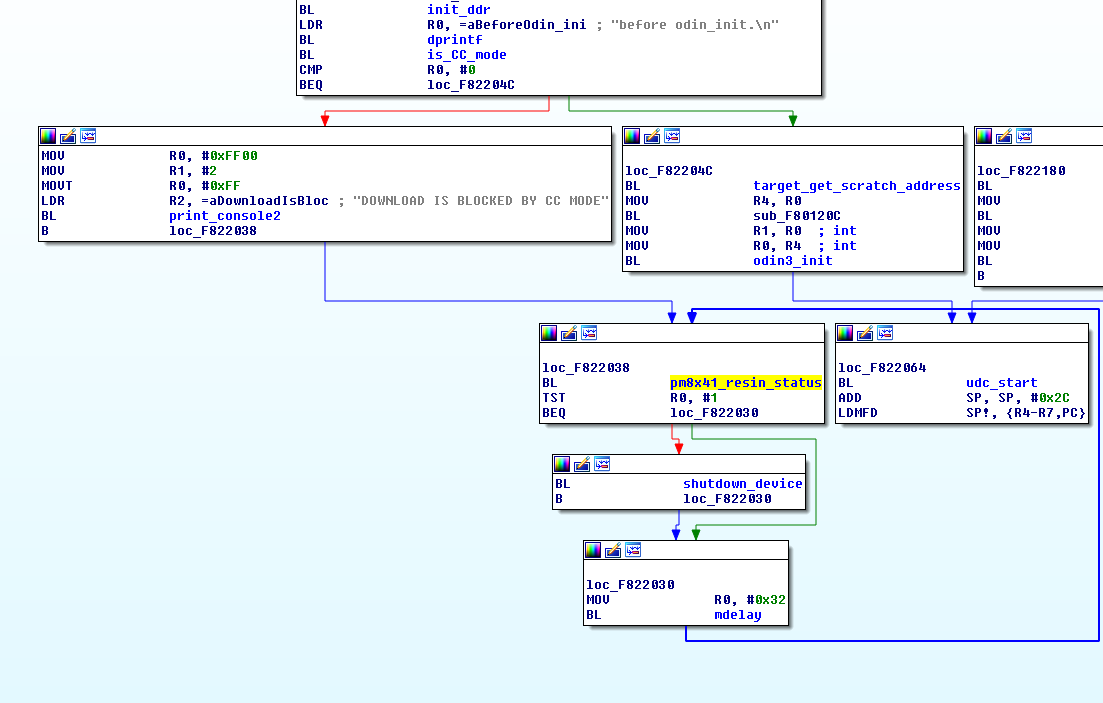 BL init_ddr
LDR R0, =aBeforeOdin_ini ; "before odin_init.\n"
BL dprintf
BL is_CC_mode
CMP R0, #0
BEQ loc_F82204C
MOV R0, #0xFF00
MOV R1, #2
MOVT R0, #0xFF
LDR R2, =aDownloadIsBloc ; "DOWNLOAD IS BLOCKED BY CC MODE"
BL print_console2
B loc_F822038
loc_F82204C
BL target_get_scratch_address
MOV R4, R0
BL sub_F80120C
MOV R1, R0 ; int
MOV R0, R4 ; int
BL odin3_init
loc_F822180
BL
MOV
BL
MOV
MOV
BL
B
loc_F822038
BL pm8x41_resin_status
TST R0, #1
BEQ loc_F822030
loc_F822064
BL udc_start
ADD SP, SP, #0x2C
LDMFD SP!, {R4-R7,PC}
BL shutdown_device
B loc_F822030
loc_F822030
MOV R0, #0x32
BL mdelay